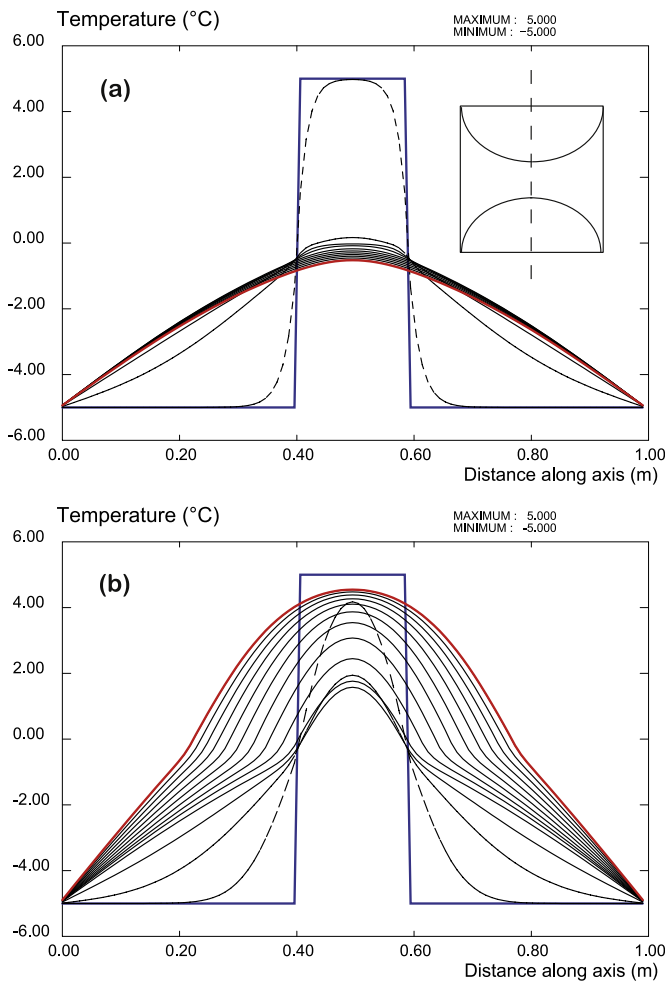 Temperature (°C)
MAXIMUM : 5.000
MINIMUM : −5.000
6.00
(a)
4.00
2.00
0.00
-2.00
-4.00
-6.00
0.00 0.20 0.40 0.60 0.80 1.00
Distance along axis (m)
Temperature (°C)
MAXIMUM : 5.000
MINIMUM : -5.000
6.00
(b)
4.00
2.00
0.00
-2.00
-4.00
-6.00
0.00 0.20 0.40 0.60 0.80 1.00
Distance along axis (m)